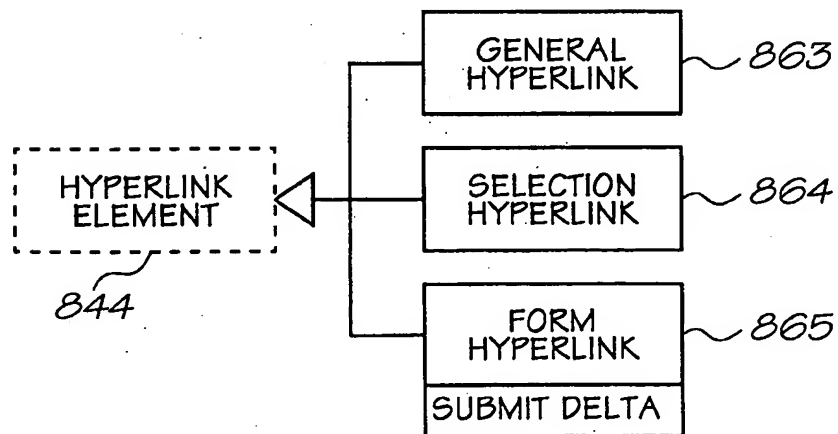 GENERAL
HYPERLINK
863
HYPERLINK
ELEMENT
844
SELECTION
HYPERLINK
864
FORM
HYPERLINK
865
SUBMIT DELTA